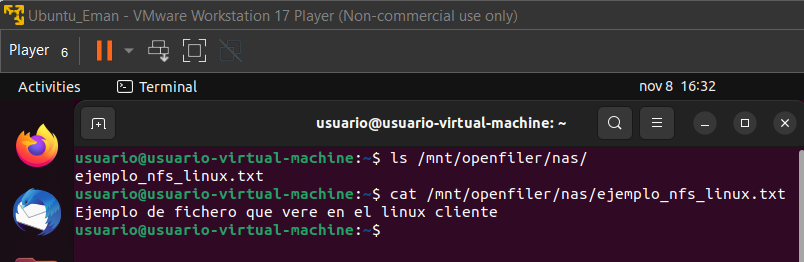 Ubuntu_Eman - VMware Workstation 17 Player (Non-commercial use only)
Player 6
Activities Terminal nov 8 16:32
usuario@usuario-virtual-machine: ~
usuario@usuario-virtual-machine:~$ ls /mnt/openfiler/nas/
ejemplo_nfs_linux.txt
usuario@usuario-virtual-machine:~$ cat /mnt/openfiler/nas/ejemplo_nfs_linux.txt
Ejemplo de fichero que vere en el linux cliente
usuario@usuario-virtual-machine:~$